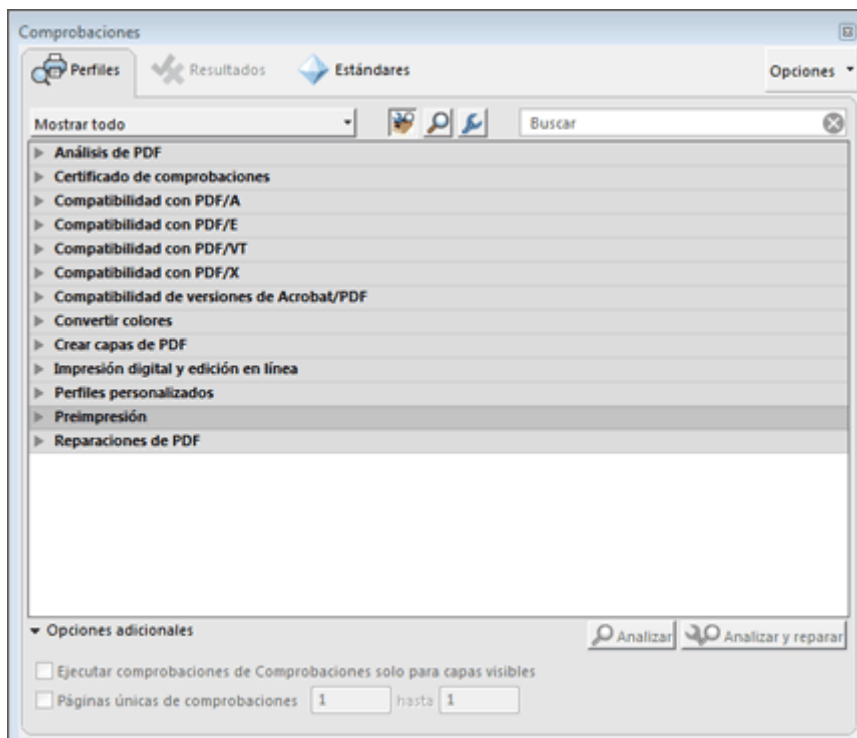 Comprobaciones
Perfiles Resultados Estándares Opciones
Mostrar todo Buscar
Análisis de PDF
Certificado de comprobaciones
Compatibilidad con PDF/A
Compatibilidad con PDF/E
Compatibilidad con PDF/VT
Compatibilidad con PDF/X
Compatibilidad de versiones de Acrobat/PDF
Convertir colores
Crear capas de PDF
Impresión digital y edición en línea
Perfiles personalizados
Preimpresión
Reparaciones de PDF
Opciones adicionales Analizar Analizar y reparar
Ejecutar comprobaciones de Comprobaciones solo para capas visibles
Páginas únicas de comprobaciones 1 hasta 1